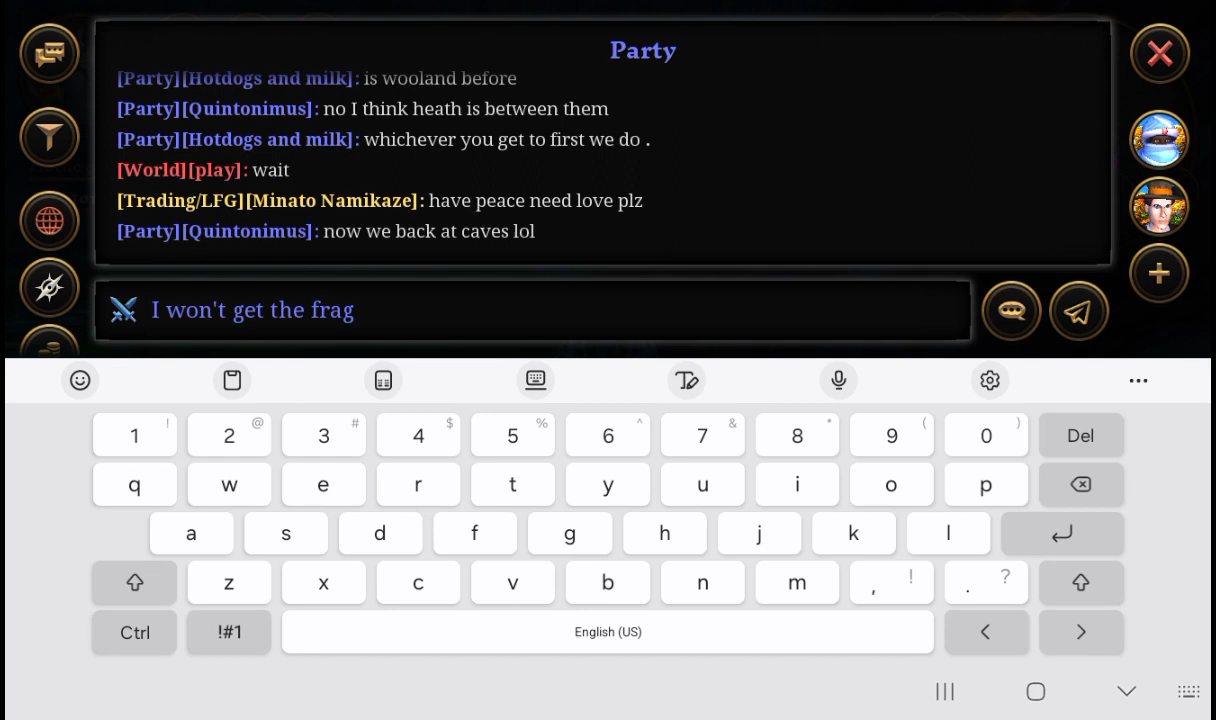 Party
[Party][Hotdogs and milk]: is wooland before
[Party][Quintonimus]: no I think heath is between them
[Party][Hotdogs and milk]: whichever you get to first we do .
[World][play]: wait
[Trading/LFG][Minato Namikaze]: have peace need love plz
[Party][Quintonimus]: now we back at caves lol
I won't get the frag
1 ! 2 @ 3 # 4 $ 5 % 6 ^ 7 & 8 * 9 ( 0 ) Del
q w e r t y u i o p
a s d f g h j k l
z x c v b n m , ! . ?
Ctrl !#1 English (US) < >